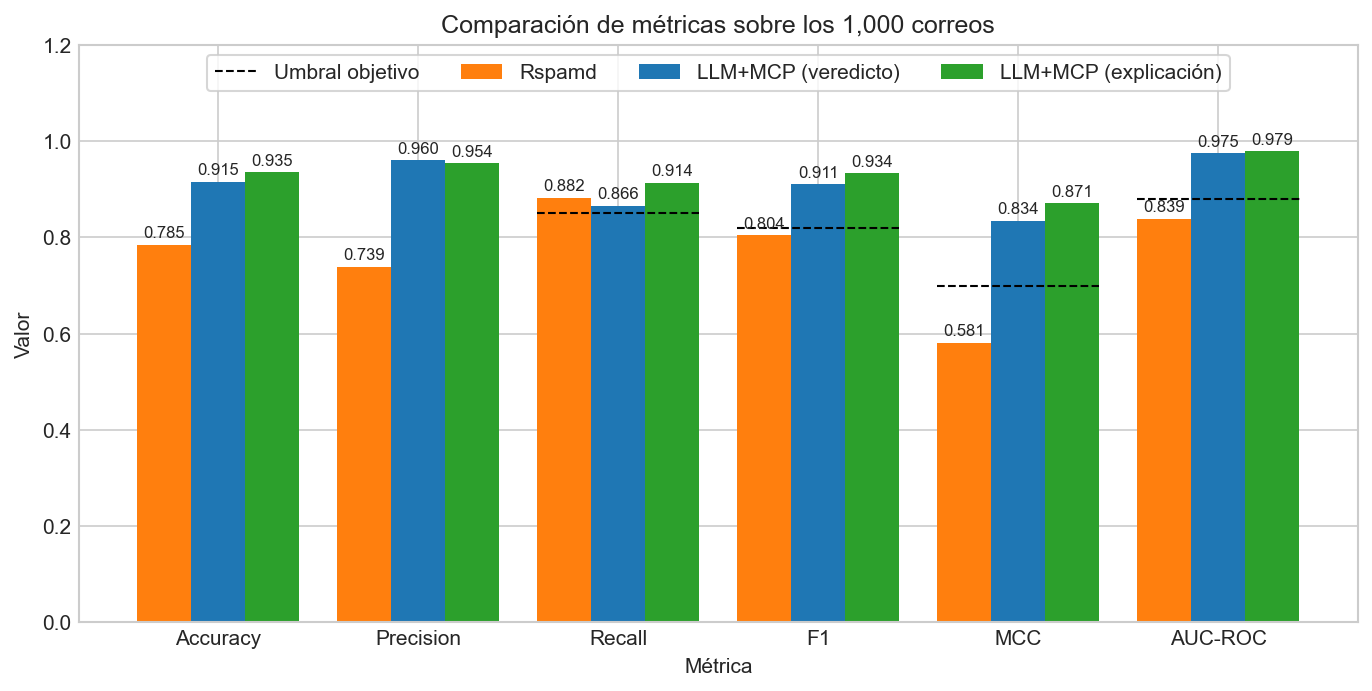 Comparación de métricas sobre los 1,000 correos
Umbral objetivo Rspamd LLM+MCP (veredicto) LLM+MCP (explicación)
Valor
1.2
1.0
0.8
0.6
0.4
0.2
0.0
0.785 0.915 0.935
0.739 0.960 0.954
0.882 0.866 0.914
0.804 0.911 0.934
0.581 0.834 0.871
0.839 0.975 0.979
Accuracy Precision Recall F1 MCC AUC-ROC
Métrica